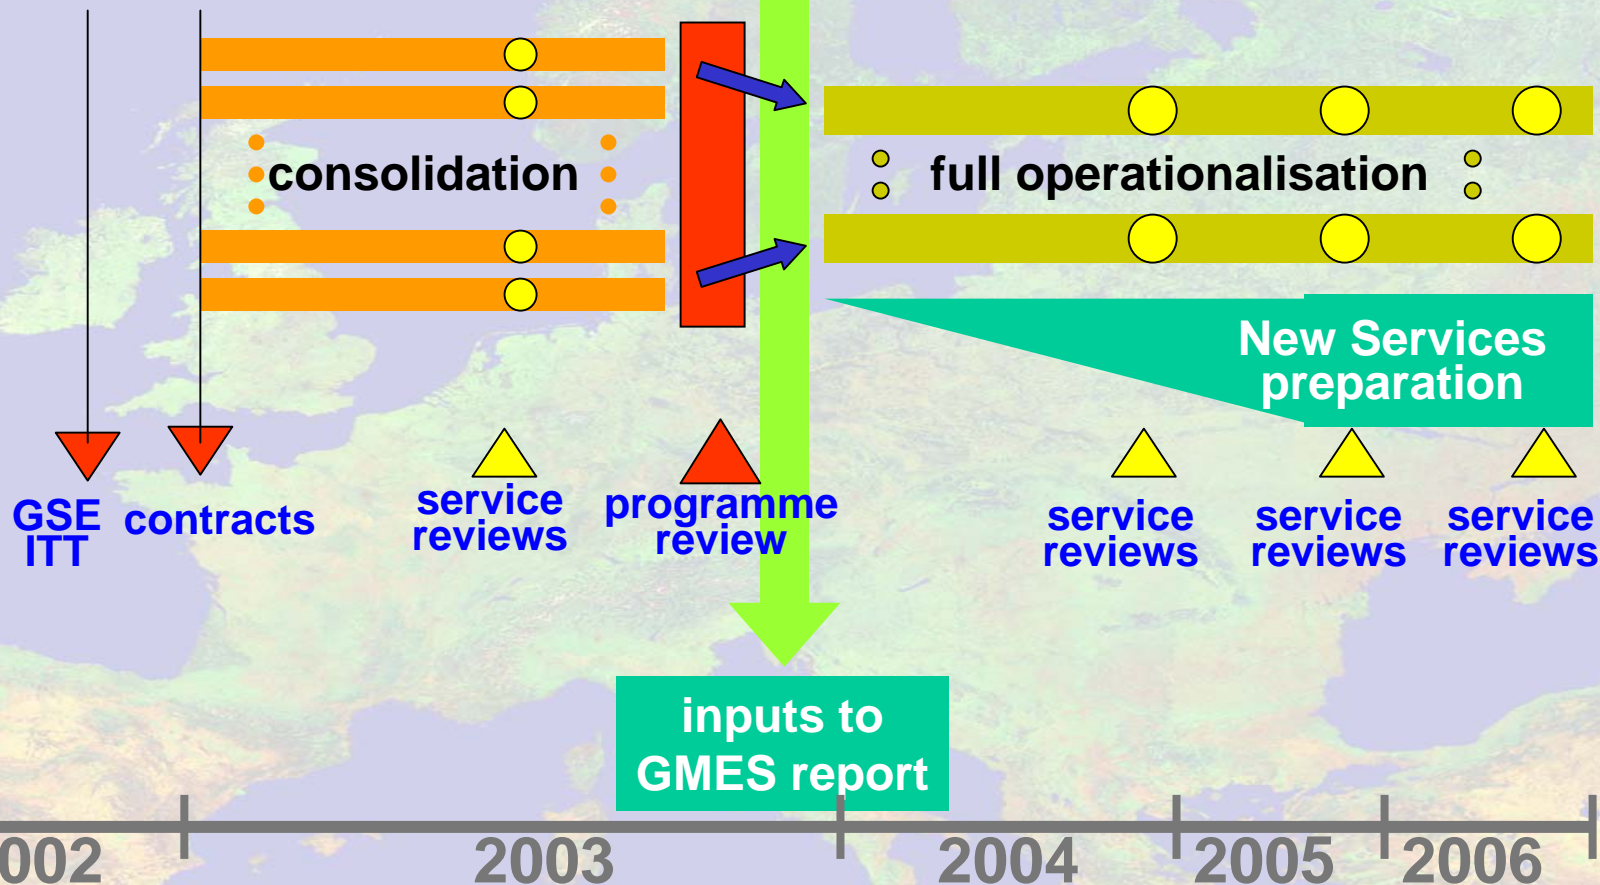 consolidation
full operationalisation
New Services
preparation
GSE
ITT
contracts
service
reviews
programme
review
service
reviews
service
reviews
service
reviews
inputs to
GMES report
002
2003
2004
2005
2006